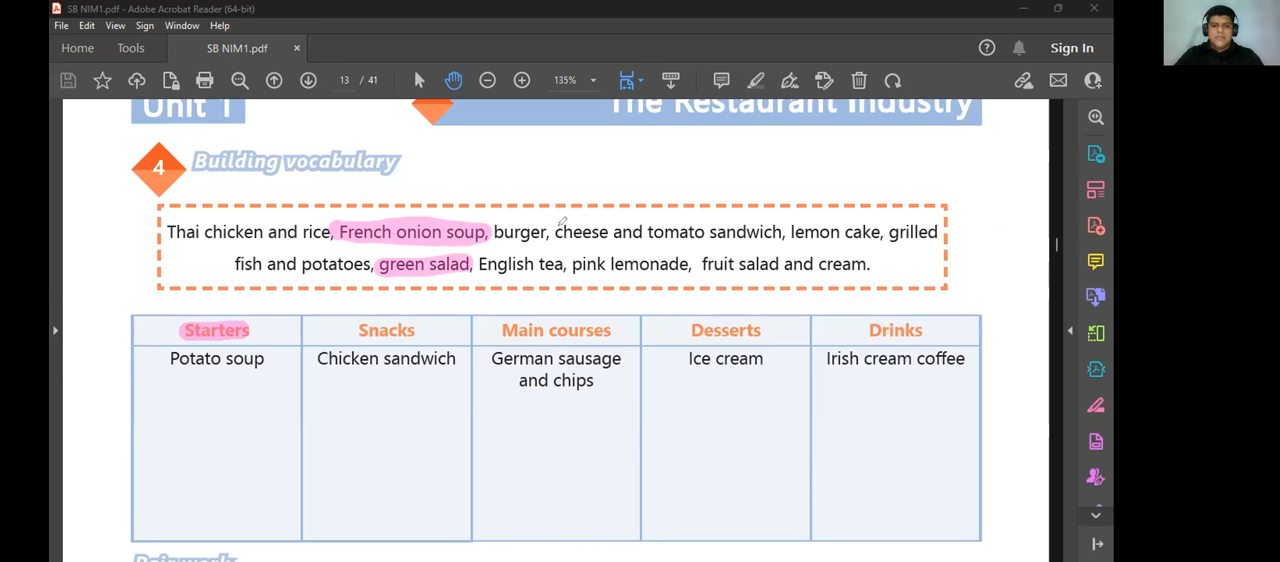 SB NIM1.pdf - Adobe Acrobat Reader (64-bit)
File Edit View Sign Window Help
Home Tools SB NIM1.pdf × Sign In
13 / 41 135%
Unit 1 The Restaurant Industry
4 Building vocabulary
Thai chicken and rice, French onion soup, burger, cheese and tomato sandwich, lemon cake, grilled
fish and potatoes, green salad, English tea, pink lemonade, fruit salad and cream.
Starters Snacks Main courses Desserts Drinks
Potato soup Chicken sandwich German sausage Ice cream Irish cream coffee
and chips
Pairwork